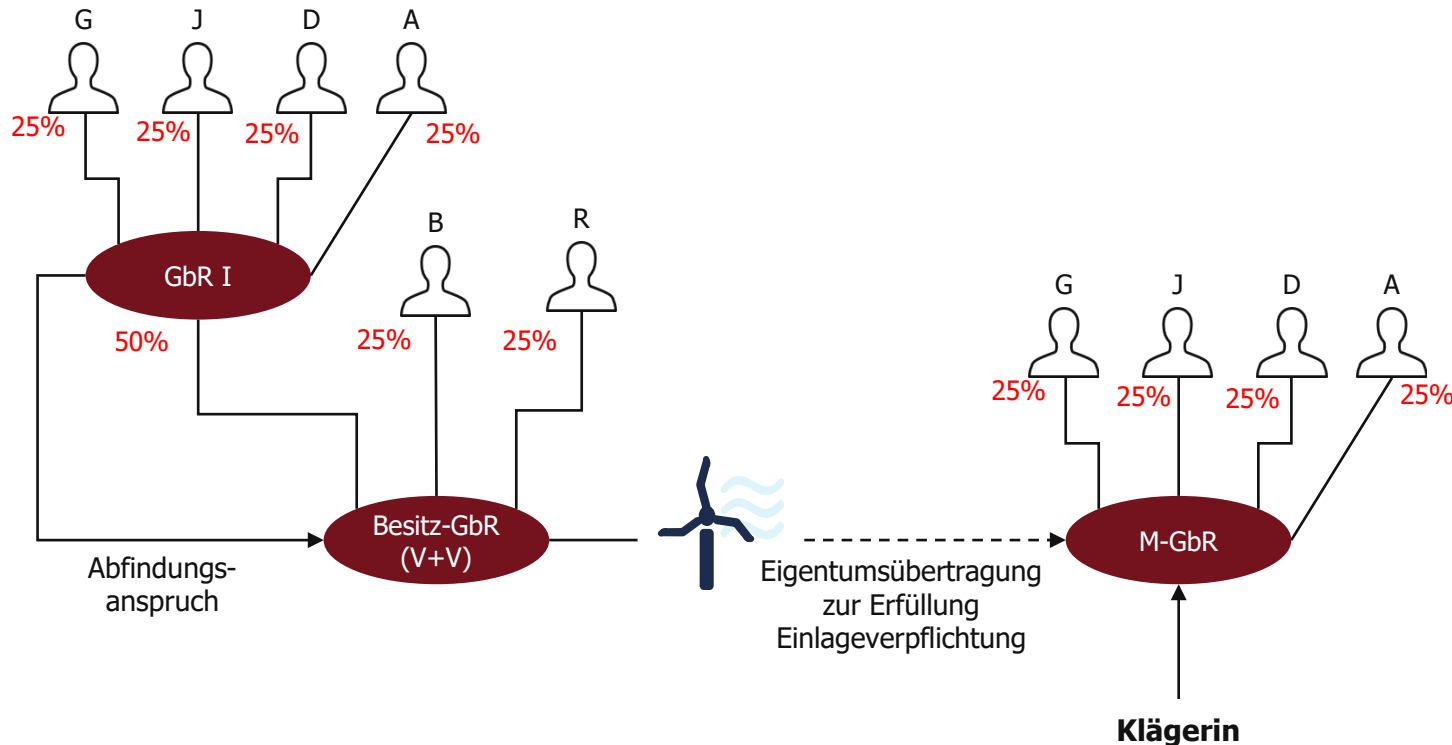 G J D A
25% 25% 25% 25%
B R
GbR I
G J D A
50% 25% 25%
25% 25% 25% 25%
Besitz-GbR
(V+V)
M-GbR
Abfindungs-
anspruch
Eigentumsübertragung
zur Erfüllung
Einlageverpflichtung
Klägerin